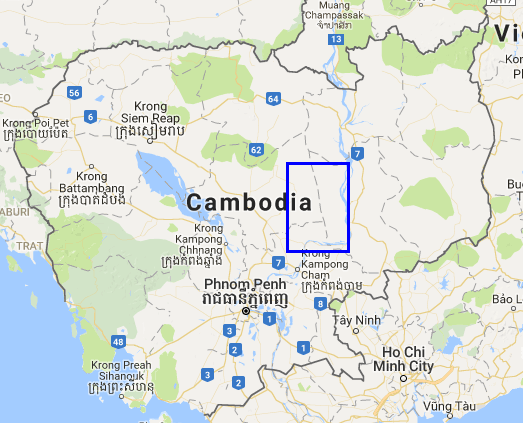 Muang
Champassak
ຈຳປາສັກ
AH17
13
Vi
Kon
56
6
64
Krong
Siem Reap
ក្រុងសៀមរាប
Krong Poi Pet
ក្រុងប៉ោយប៉ែត
62
7
Krong
Battambang
ក្រុងបាត់ដំបង
Cambodia
BURI
TRAT
Krong
Kampong
Chhnang
ក្រុងកំពង់ឆ្នាំង
Krong
Kampong
Cham
ក្រុងកំពង់ចាម
7
Phnom Penh
រាជធានីភ្នំពេញ
8
1
3
2
1
3
2
48
Krong Preah
Sihanouk
ក្រុងព្រះសីហនុ
Tây Ninh
Ho Chi
Minh City
Bảo L
Vũng Tàu